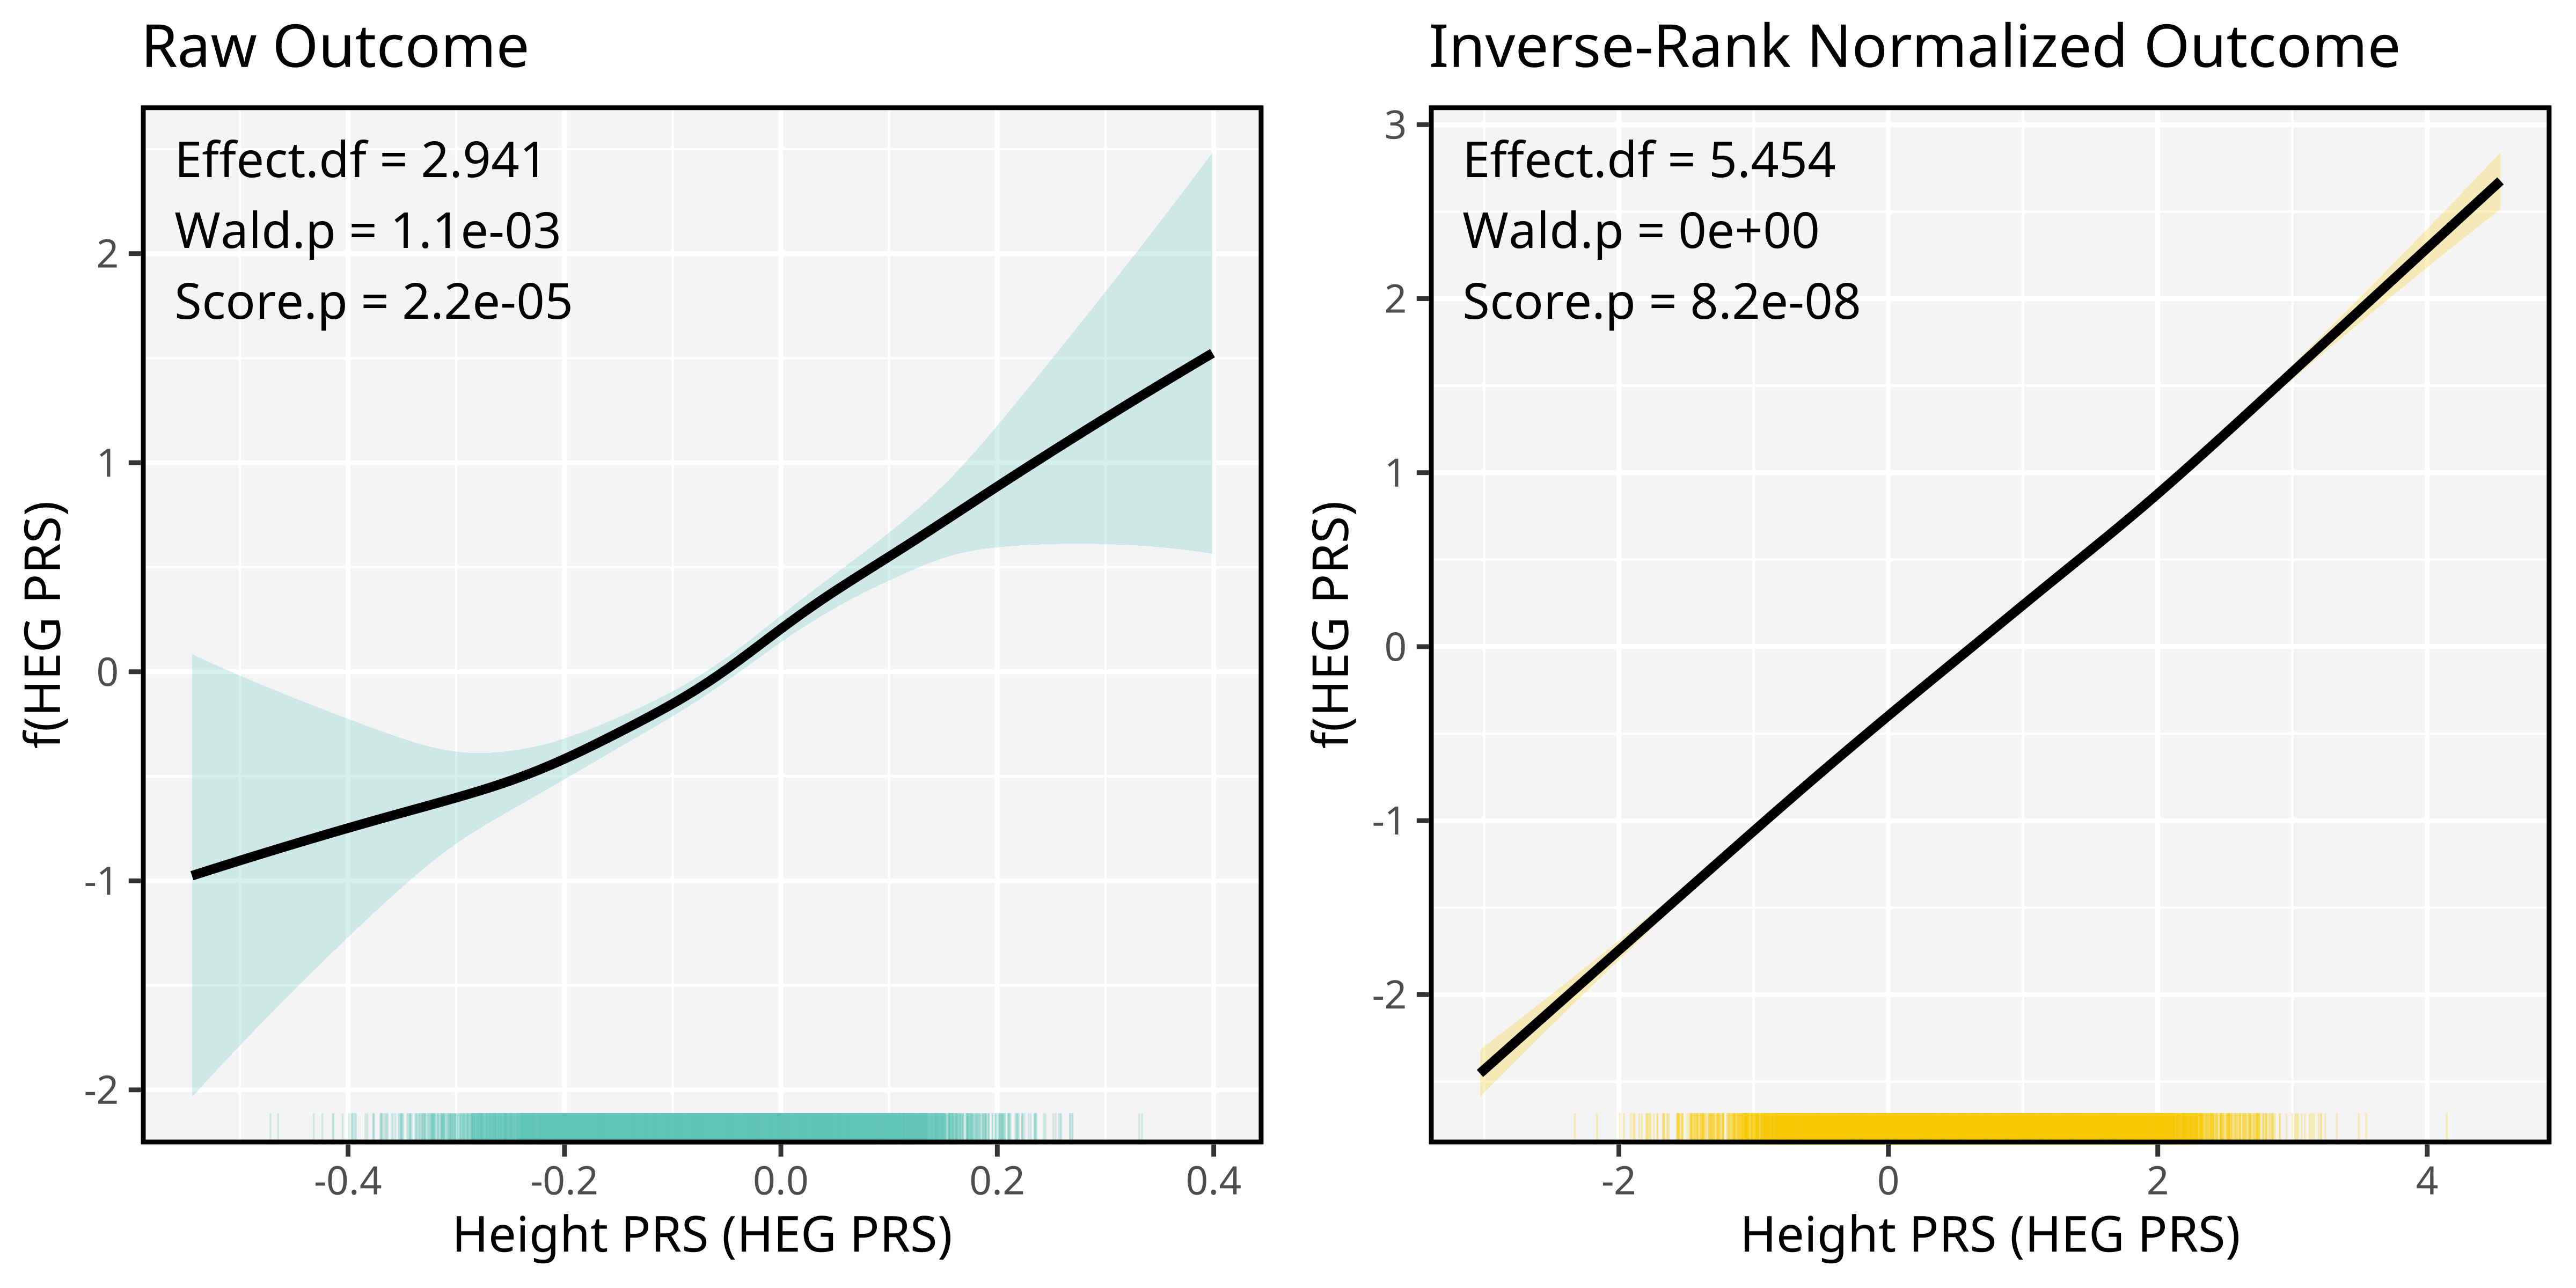 Raw Outcome
Effect.df = 2.941
Wald.p = 1.1e-03
Score.p = 2.2e-05
2
1
0
-1
-2
f(HEG PRS)
-0.4 -0.2 0.0 0.2 0.4
Height PRS (HEG PRS)
Inverse-Rank Normalized Outcome
Effect.df = 5.454
Wald.p = 0e+00
Score.p = 8.2e-08
3
2
1
0
-1
-2
f(HEG PRS)
-2 0 2 4
Height PRS (HEG PRS)